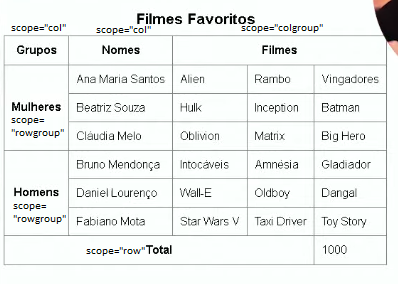 Filmes Favoritos
scope="col" scope="col" scope="colgroup"
Grupos Nomes Filmes
Ana Maria Santos Alien Rambo Vingadores
Mulheres Beatriz Souza Hulk Inception Batman
scope=
"rowgroup" Cláudia Melo Oblivion Matrix Big Hero
Bruno Mendonça Intocáveis Amnésia Gladiador
Homens Daniel Lourenço Wall-E Oldboy Dangal
scope=
"rowgroup" Fabiano Mota Star Wars V Taxi Driver Toy Story
scope="row" Total 1000